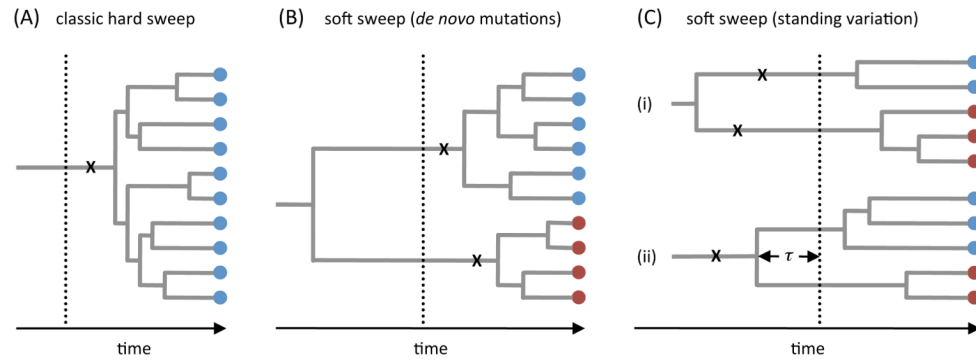 (A) classic hard sweep
(B) soft sweep (de novo mutations)
(C) soft sweep (standing variation)
X
time
X
X
time
(i)
X
X
(ii)
X
τ
time